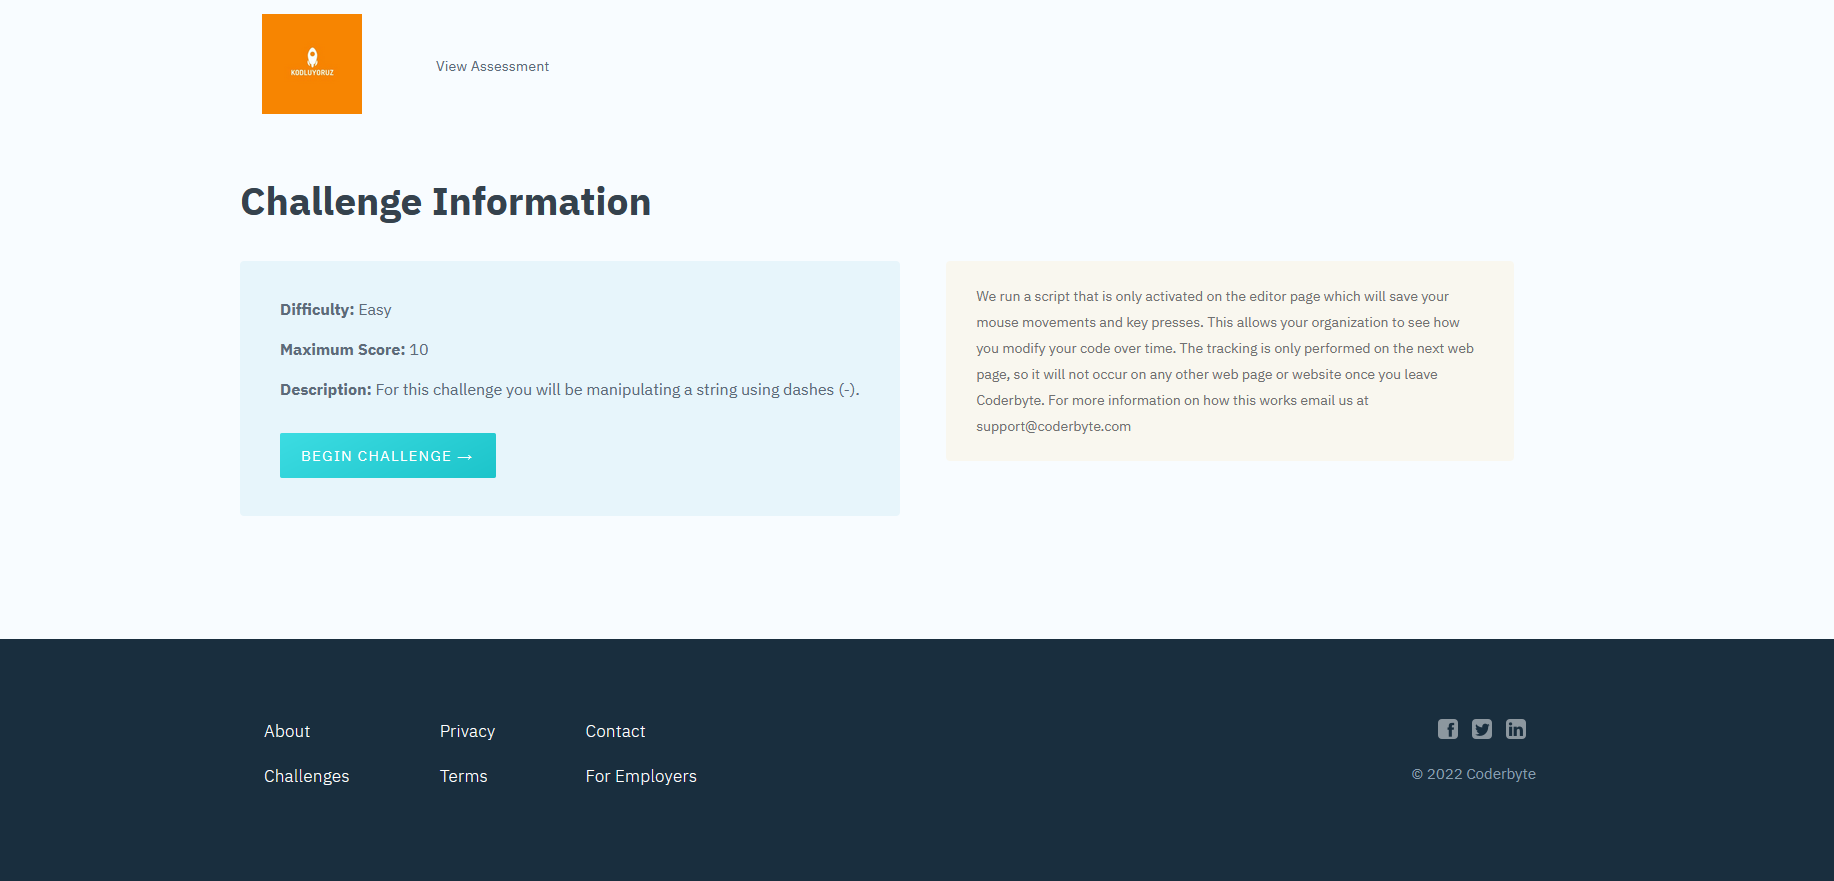 KODLUYORUZ
View Assessment
Challenge Information
Difficulty: Easy
Maximum Score: 10
Description: For this challenge you will be manipulating a string using dashes (-).
BEGIN CHALLENGE →
We run a script that is only activated on the editor page which will save your
mouse movements and key presses. This allows your organization to see how
you modify your code over time. The tracking is only performed on the next web
page, so it will not occur on any other web page or website once you leave
Coderbyte. For more information on how this works email us at
support@coderbyte.com
About
Privacy
Contact
Challenges
Terms
For Employers
© 2022 Coderbyte